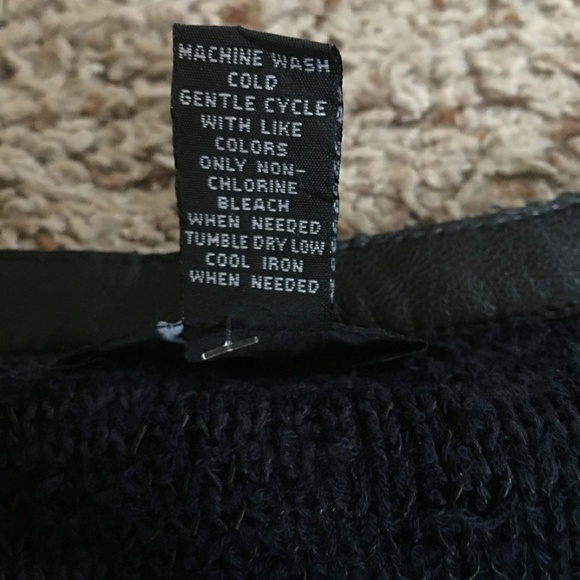 MACHINE WASH
COLD
GENTLE CYCLE
WITH LIKE
COLORS
ONLY NON-
CHLORINE
BLEACH
WHEN NEEDED
TUMBLE DRY LOW
COOL IRON
WHEN NEEDED